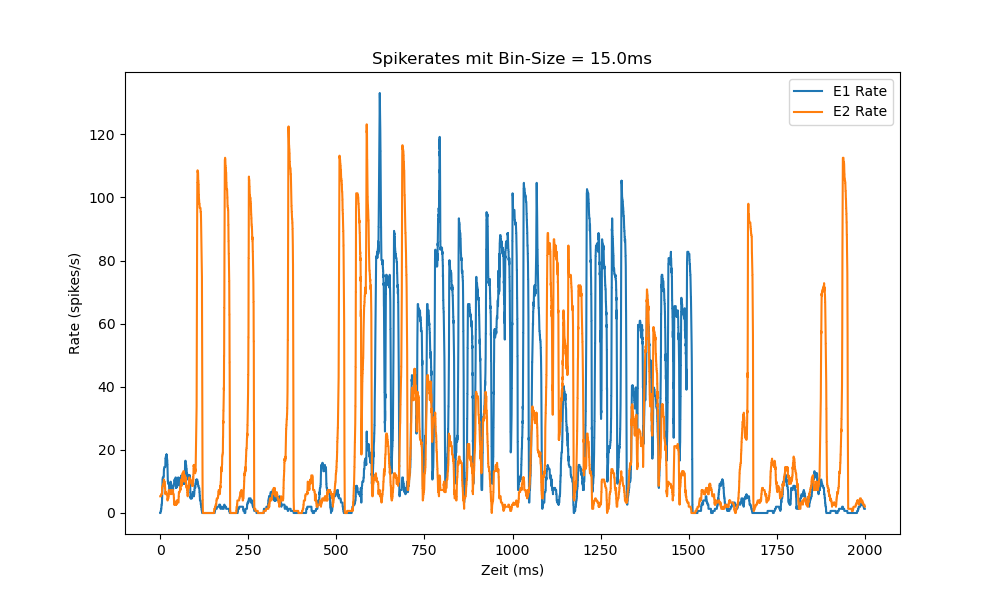 Spikerates mit Bin-Size = 15.0ms
E1 Rate
E2 Rate
120
100
80
60
40
20
0
Rate (spikes/s)
0 250 500 750 1000 1250 1500 1750 2000
Zeit (ms)